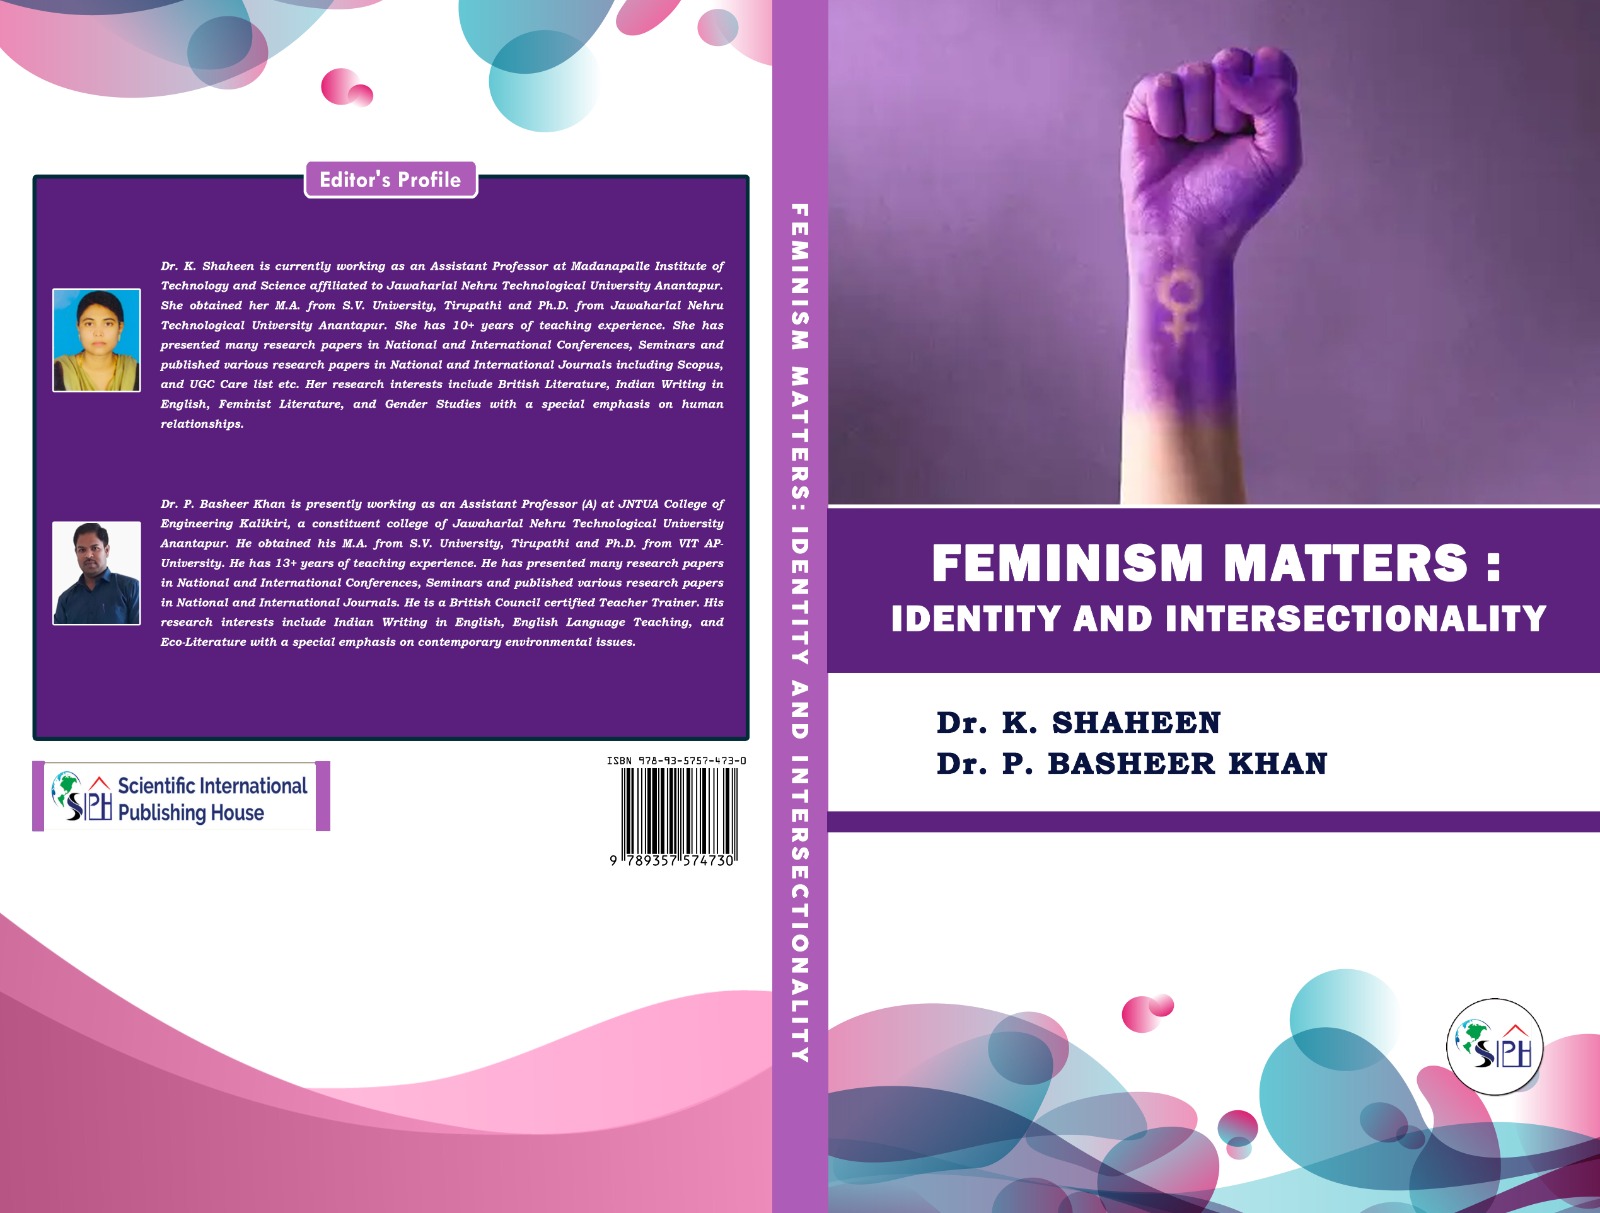 Editor's Profile
Dr. K. Shaheen is currently working as an Assistant Professor at Madanapalle Institute of
Technology and Science affiliated to Jawaharlal Nehru Technological University Anantapur.
She obtained her M.A. from S.V. University, Tirupathi and Ph.D. from Jawaharlal Nehru
Technological University Anantapur. She has 10+ years of teaching experience. She has
presented many research papers in National and International Conferences, Seminars and
published various research papers in National and International Journals including Scopus,
and UGC Care list etc. Her research interests include British Literature, Indian Writing in
English, Feminist Literature, and Gender Studies with a special emphasis on human
relationships.
Dr. P. Basheer Khan is presently working as an Assistant Professor (A) at JNTUA College of
Engineering Kalikiri, a constituent college of Jawaharlal Nehru Technological University
Anantapur. He obtained his M.A. from S.V. University, Tirupathi and Ph.D. from VIT AP-
University. He has 13+ years of teaching experience. He has presented many research papers
in National and International Conferences, Seminars and published various research papers
in National and International Journals. He is a British Council certified Teacher Trainer. His
research interests include Indian Writing in English, English Language Teaching, and
Eco-Literature with a special emphasis on contemporary environmental issues.
SIPH
Scientific International
Publishing House
ISBN 978-93-5757-473-0
9 789357 574730
FEMINISM MATTERS: IDENTITY AND INTERSECTIONALITY
FEMINISM MATTERS :
IDENTITY AND INTERSECTIONALITY
Dr. K. SHAHEEN
Dr. P. BASHEER KHAN
SIPH